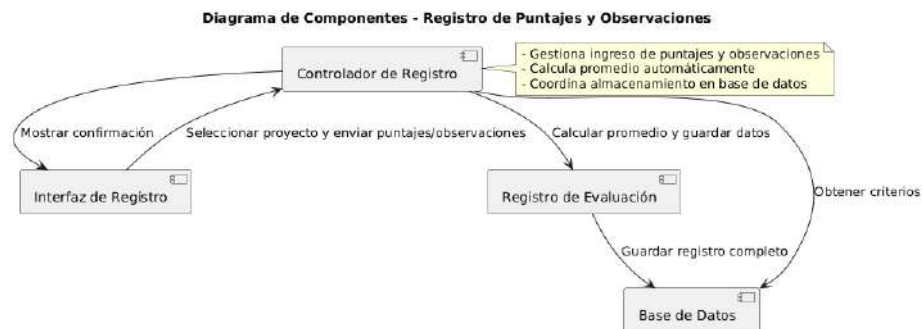 Diagrama de Componentes - Registro de Puntajes y Observaciones
Controlador de Registro
- Gestiona ingreso de puntajes y observaciones
- Calcula promedio automáticamente
- Coordina almacenamiento en base de datos
Mostrar confirmación
Seleccionar proyecto y enviar puntajes/observaciones
Calcular promedio y guardar datos
Interfaz de Registro
Registro de Evaluación
Obtener criterios
Guardar registro completo
Base de Datos